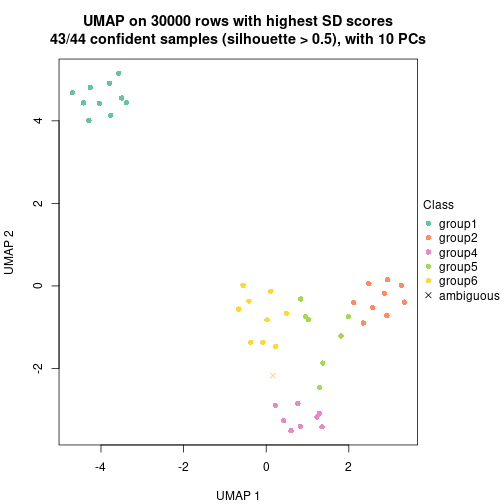 UMAP on 30000 rows with highest SD scores
43/44 confident samples (silhouette > 0.5), with 10 PCs
4
2
0
-2
UMAP 2
-4
-2
0
2
UMAP 1
Class
group1
group2
group4
group5
group6
ambiguous